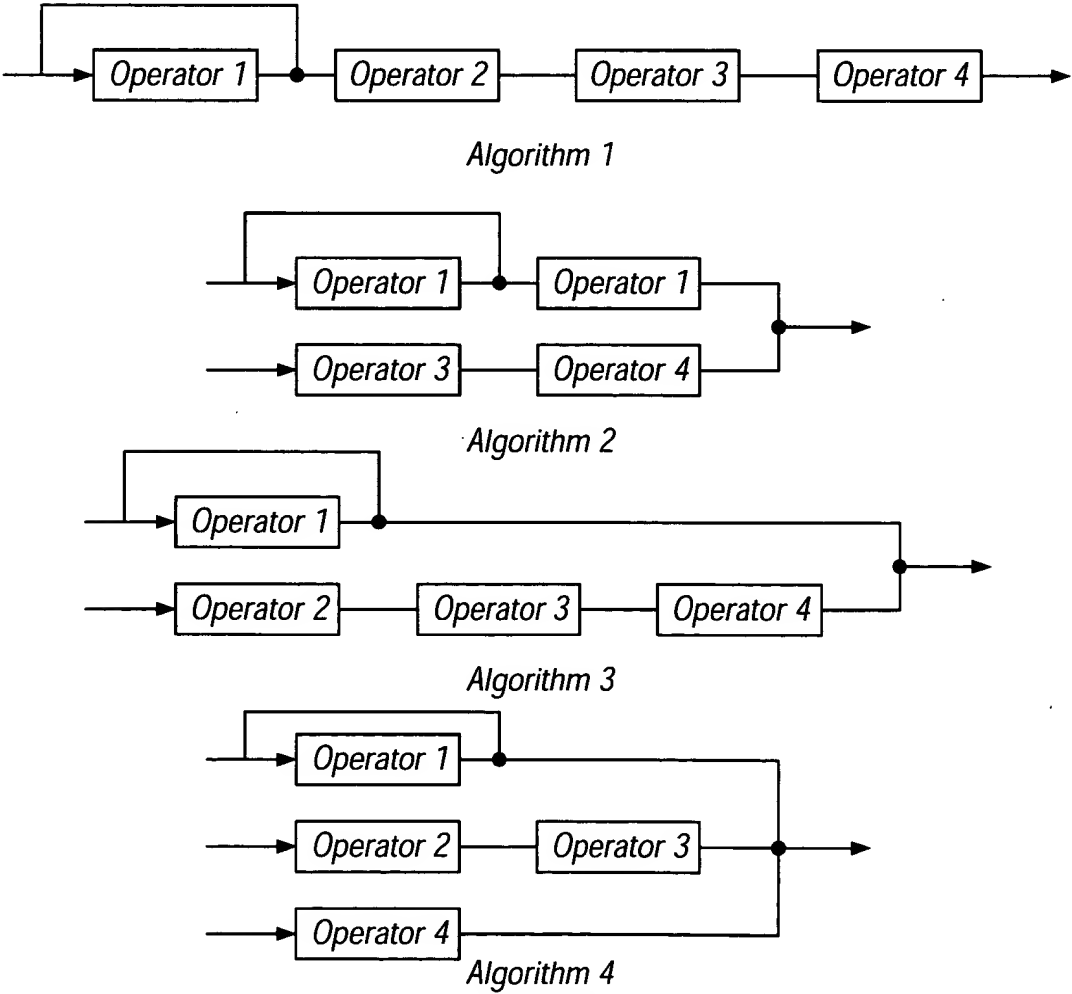 Operator 1 Operator 2 Operator 3 Operator 4
Algorithm 1
Operator 1 Operator 1
Operator 3 Operator 4
Algorithm 2
Operator 1
Operator 2 Operator 3 Operator 4
Algorithm 3
Operator 1
Operator 2 Operator 3
Operator 4
Algorithm 4